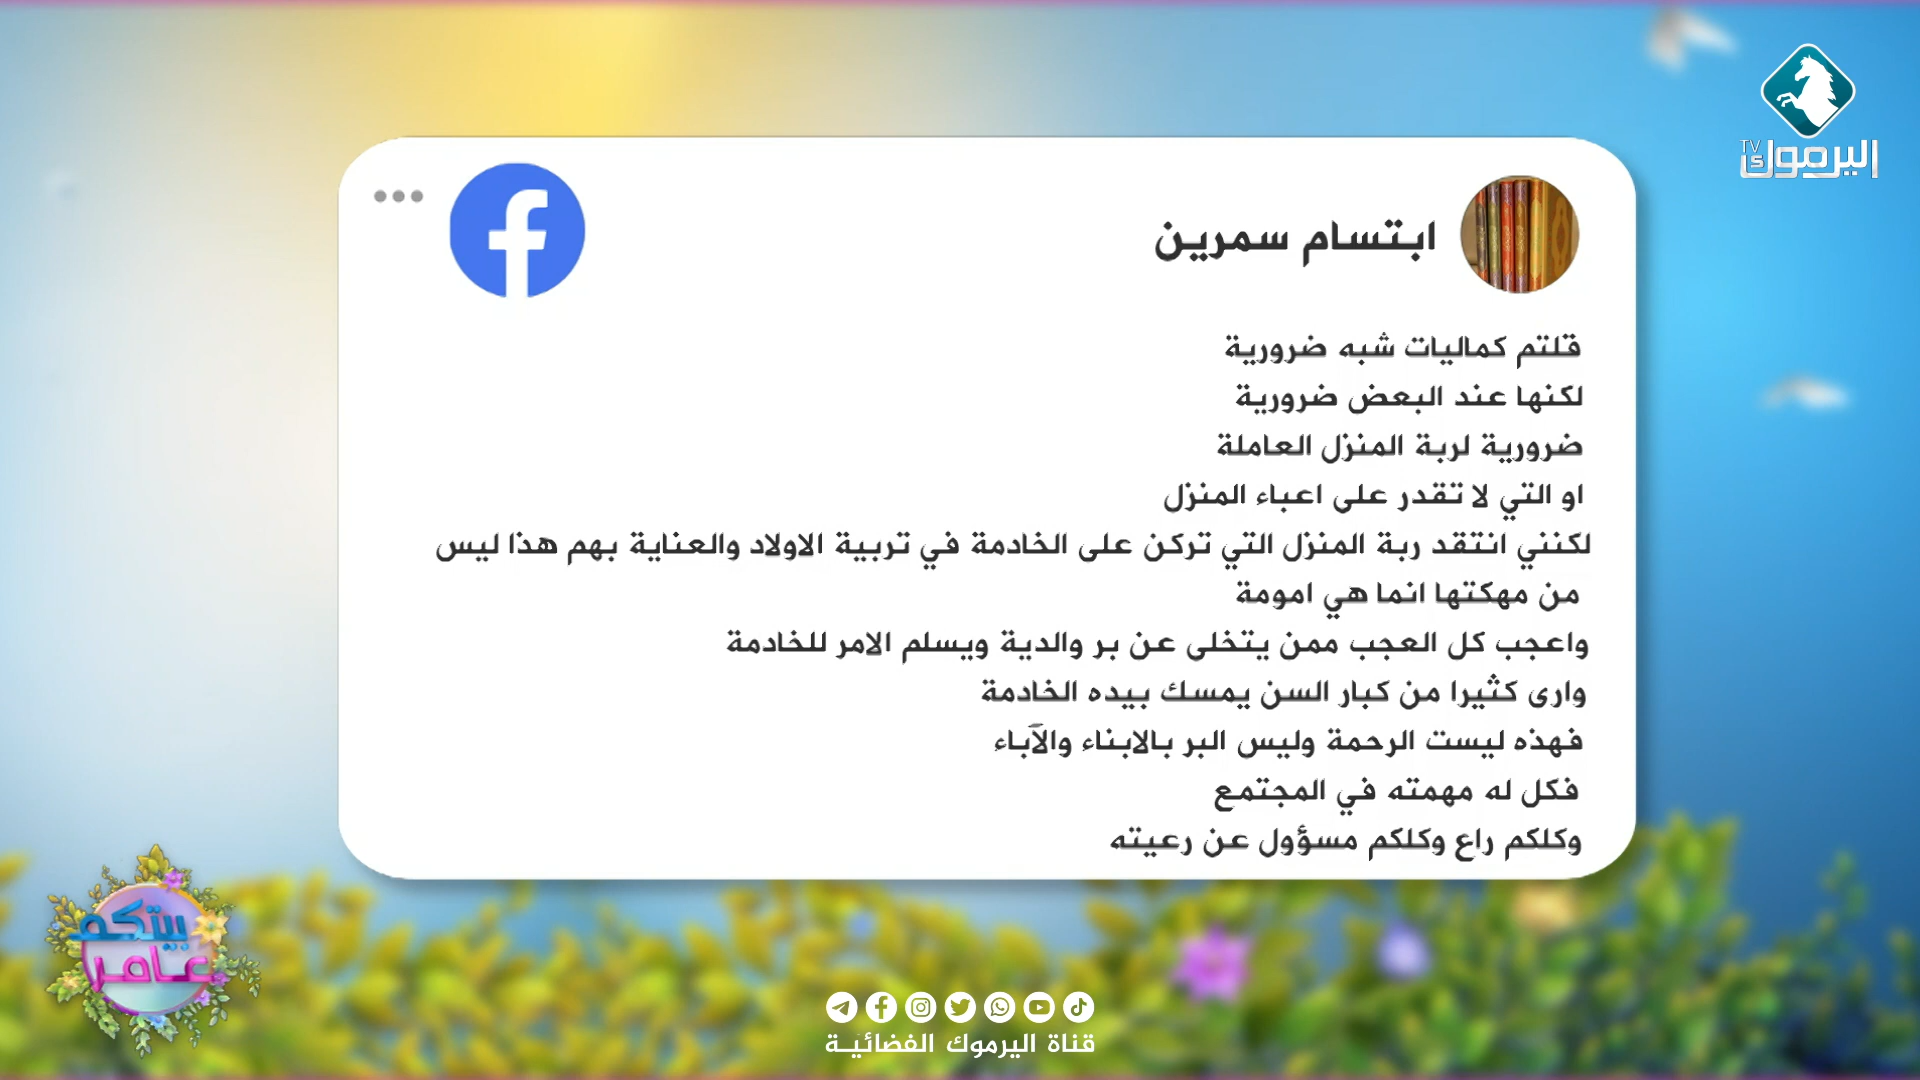 اليرموك
TV
ابتسام سمرين
قلتم كماليات شبه ضرورية
لكنها عند البعض ضرورية
ضرورية لربة المنزل العاملة
او التي لا تقدر على اعباء المنزل
لكنني انتقد ربة المنزل التي تركن على الخادمة في تربية الاولاد والعناية بهم هذا ليس
من مهكتها انما هي امومة
واعجب كل العجب ممن يتخلى عن بر والدية ويسلم الامر للخادمة
وارى كثيرا من كبار السن يمسك بيده الخادمة
فهذه ليست الرحمة وليس البر بالابناء والآباء
فكل له مهمته في المجتمع
وكلكم راع وكلكم مسؤول عن رعيته
بيتكم
عامر
قناة اليرموك الفضائيـة